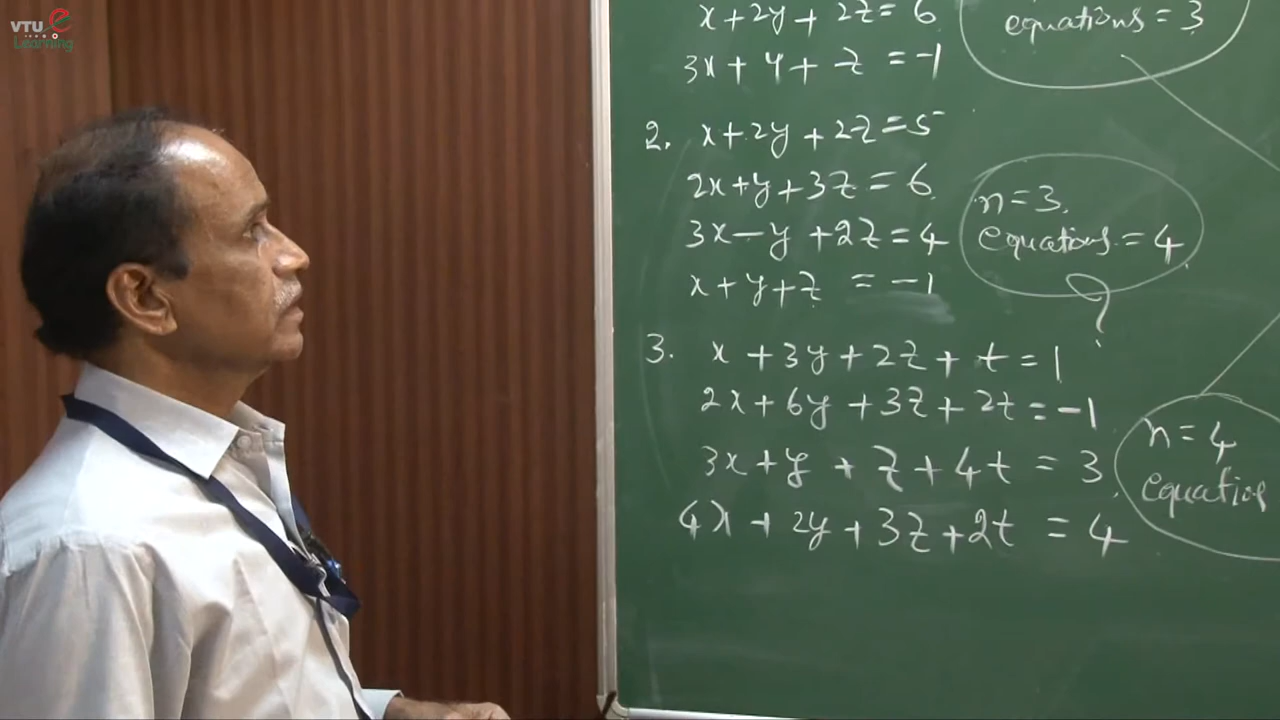 VTU e
Learning
x+2y+2z=6
3x+y+z=-1
equations=3
2. x+2y+2z=5
2x+y+3z=6
3x-y+2z=4
x+y+z=-1
n=3.
equations=4
3. x+3y+2z+t=1
2x+6y+3z+2t=-1
3x+y+z+4t=3
4x+2y+3z+2t=4
n=4